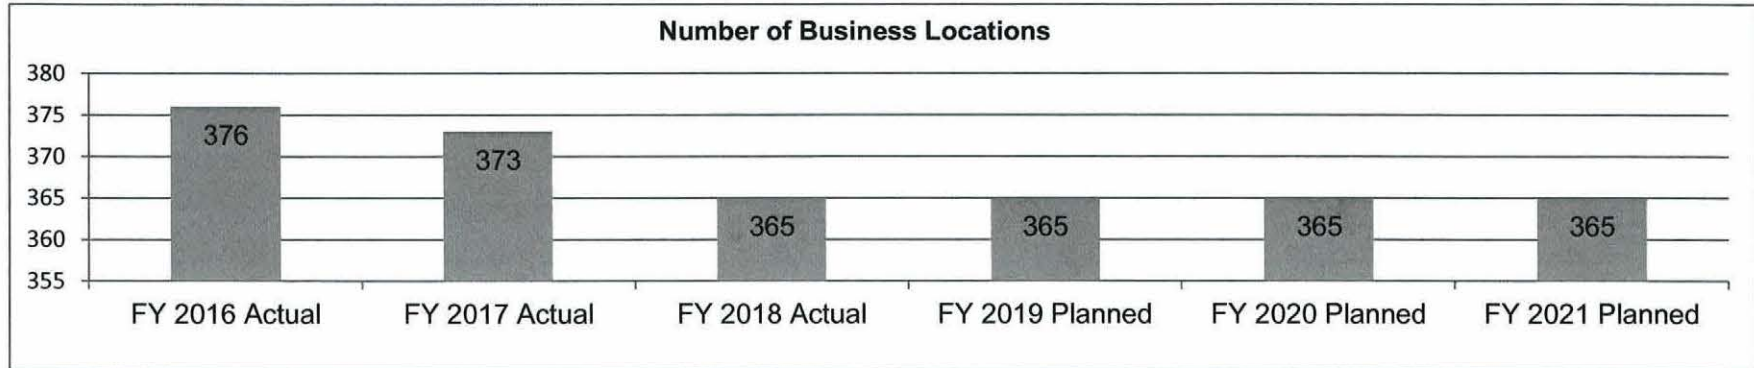 Number of Business Locations
380
375
370
365
360
355
376
373
365
365
365
365
FY 2016 Actual
FY 2017 Actual
FY 2018 Actual
FY 2019 Planned
FY 2020 Planned
FY 2021 Planned